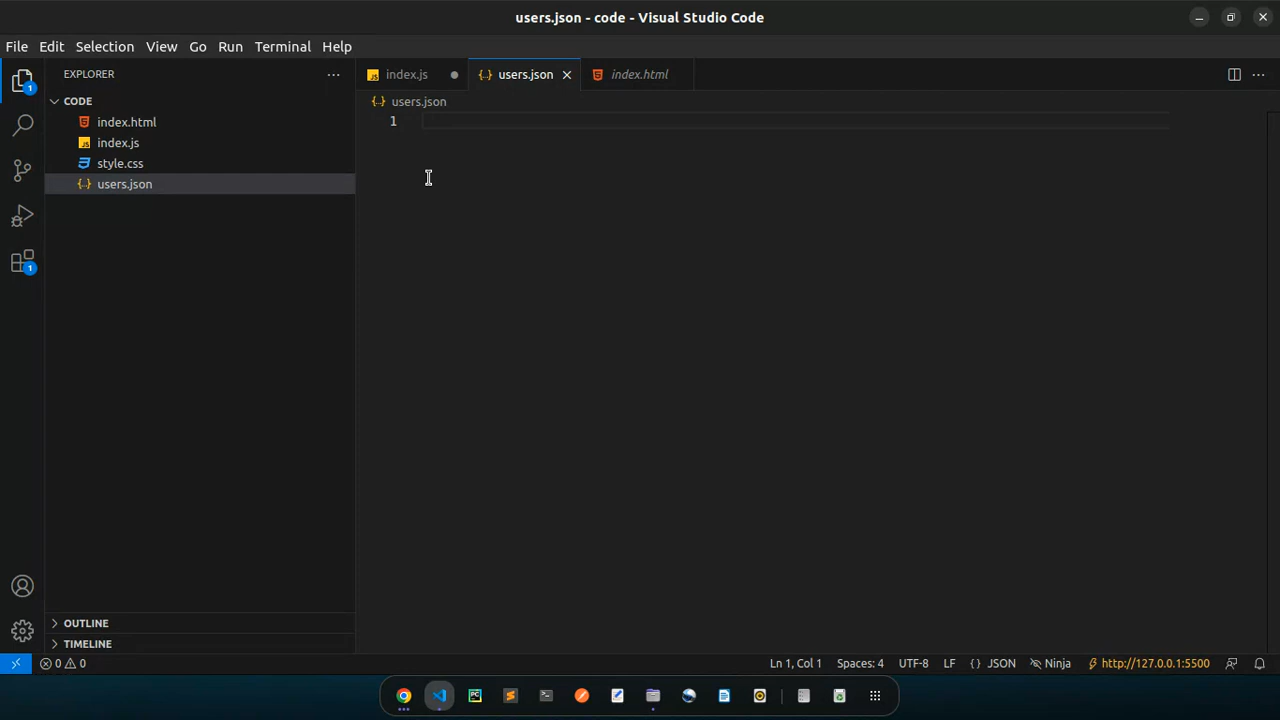 users.json - code - Visual Studio Code
File Edit Selection View Go Run Terminal Help
EXPLORER
index.js
users.json
index.html
CODE
users.json
1
index.html
index.js
style.css
users.json
1
1
OUTLINE
TIMELINE
0 0
Ln 1, Col 1 Spaces: 4 UTF-8 LF {} JSON Ninja http://127.0.0.1:5500